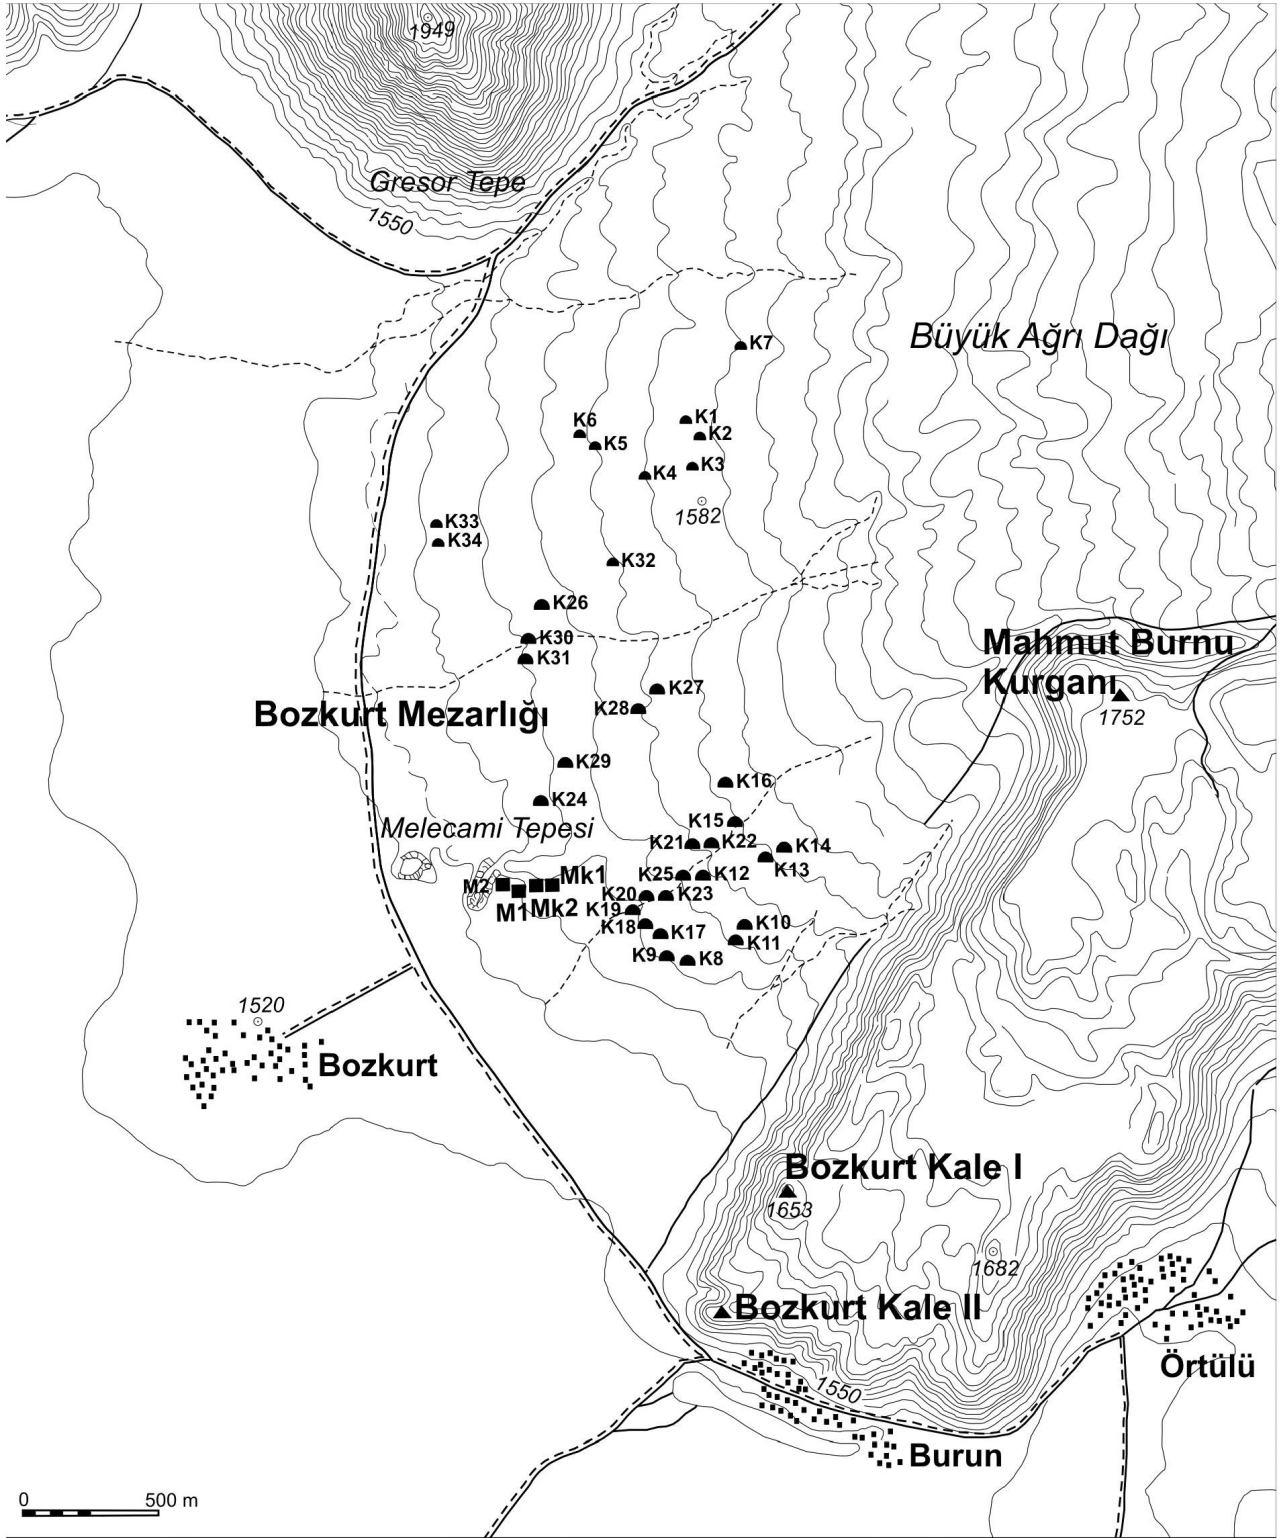 1949
Gresor Tepe
1550
Büyük Ağrı Dağı
K7
K1
K6
K2
K5
K3
K4
1582
K33
K34
K32
K26
K30
K31
Mahmut Burnu
Kurganı
1752
K27
K28
Bozkurt Mezarlığı
K29
K16
K24
K15
Melecami Tepesi
K21
K22
K14
K13
K25
K12
Mk1
M2
K20
K23
M1
Mk2
K19
K18
K10
K17
K11
K9
K8
1520
Bozkurt
Bozkurt Kale I
1653
1682
Bozkurt Kale II
Örtülü
1550
Burun
0
500 m